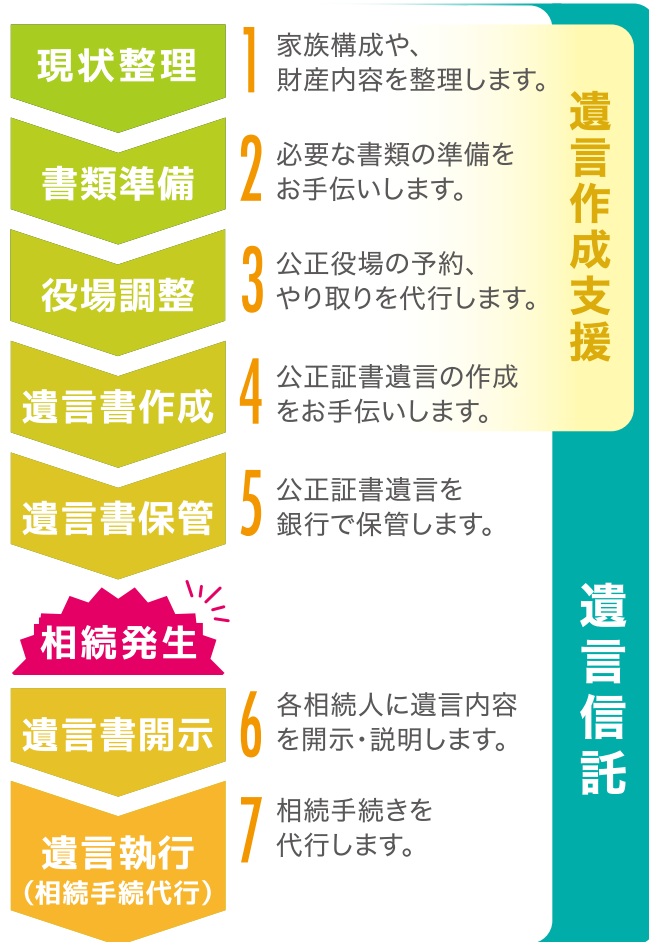 現状整理
1
家族構成や、
財産内容を整理します。
書類準備
2
必要な書類の準備を
お手伝いします。
役場調整
3
公正役場の予約、
やり取りを代行します。
遺言書作成
4
公正証書遺言の作成
をお手伝いします。
遺言書保管
5
公正証書遺言を
銀行で保管します。
相続発生
遺言書開示
6
各相続人に遺言内容
を開示・説明します。
遺言執行
（相続手続代行）
7
相続手続きを
代行します。
遺言作成支援
遺言信託